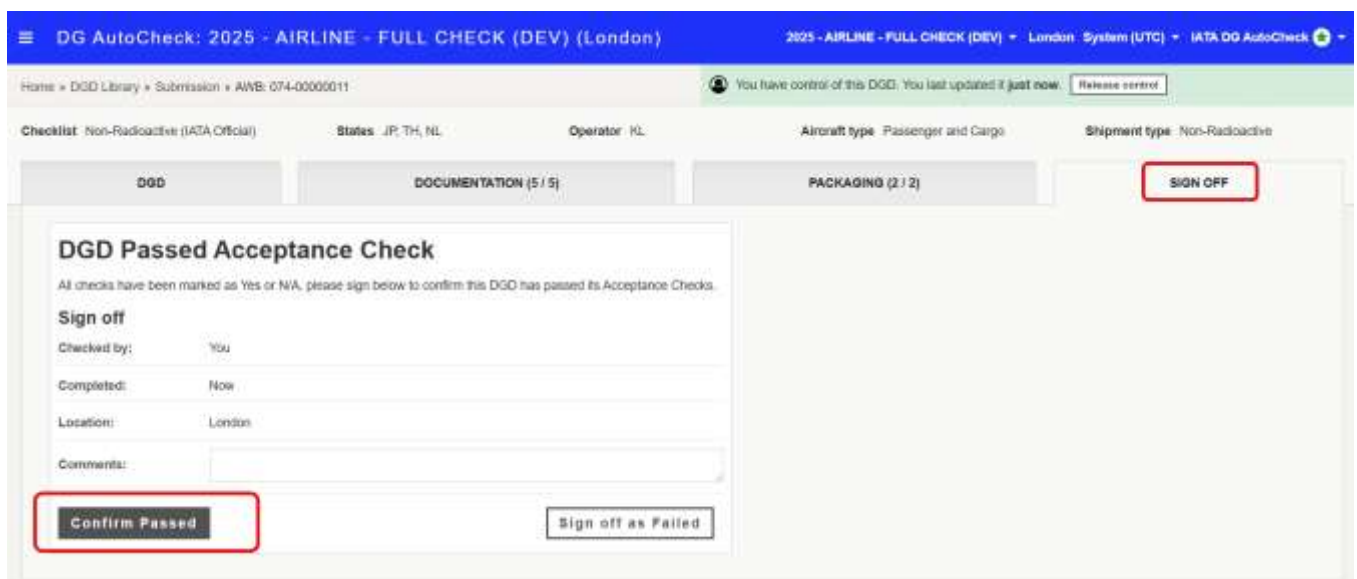 ≡ DG AutoCheck: 2025 - AIRLINE - FULL CHECK (DEV) (London) 2025 - AIRLINE - FULL CHECK (DEV) London System (UTC) IATA DG AutoCheck
Home » DGD Library » Submission » AWB: 074-00000011 You have control of this DGD. You last updated it just now. Release control
Checklist Non-Radioactive (IATA Official) States JP, TH, NL Operator KL Aircraft type Passenger and Cargo Shipment type Non-Radioactive
DGD DOCUMENTATION (5 / 5) PACKAGING (2 / 2) SIGN OFF
DGD Passed Acceptance Check
All checks have been marked as Yes or N/A, please sign below to confirm this DGD has passed its Acceptance Checks.
Sign off
Checked by: You
Completed: Now
Location: London
Comments:
Confirm Passed Sign off as Failed